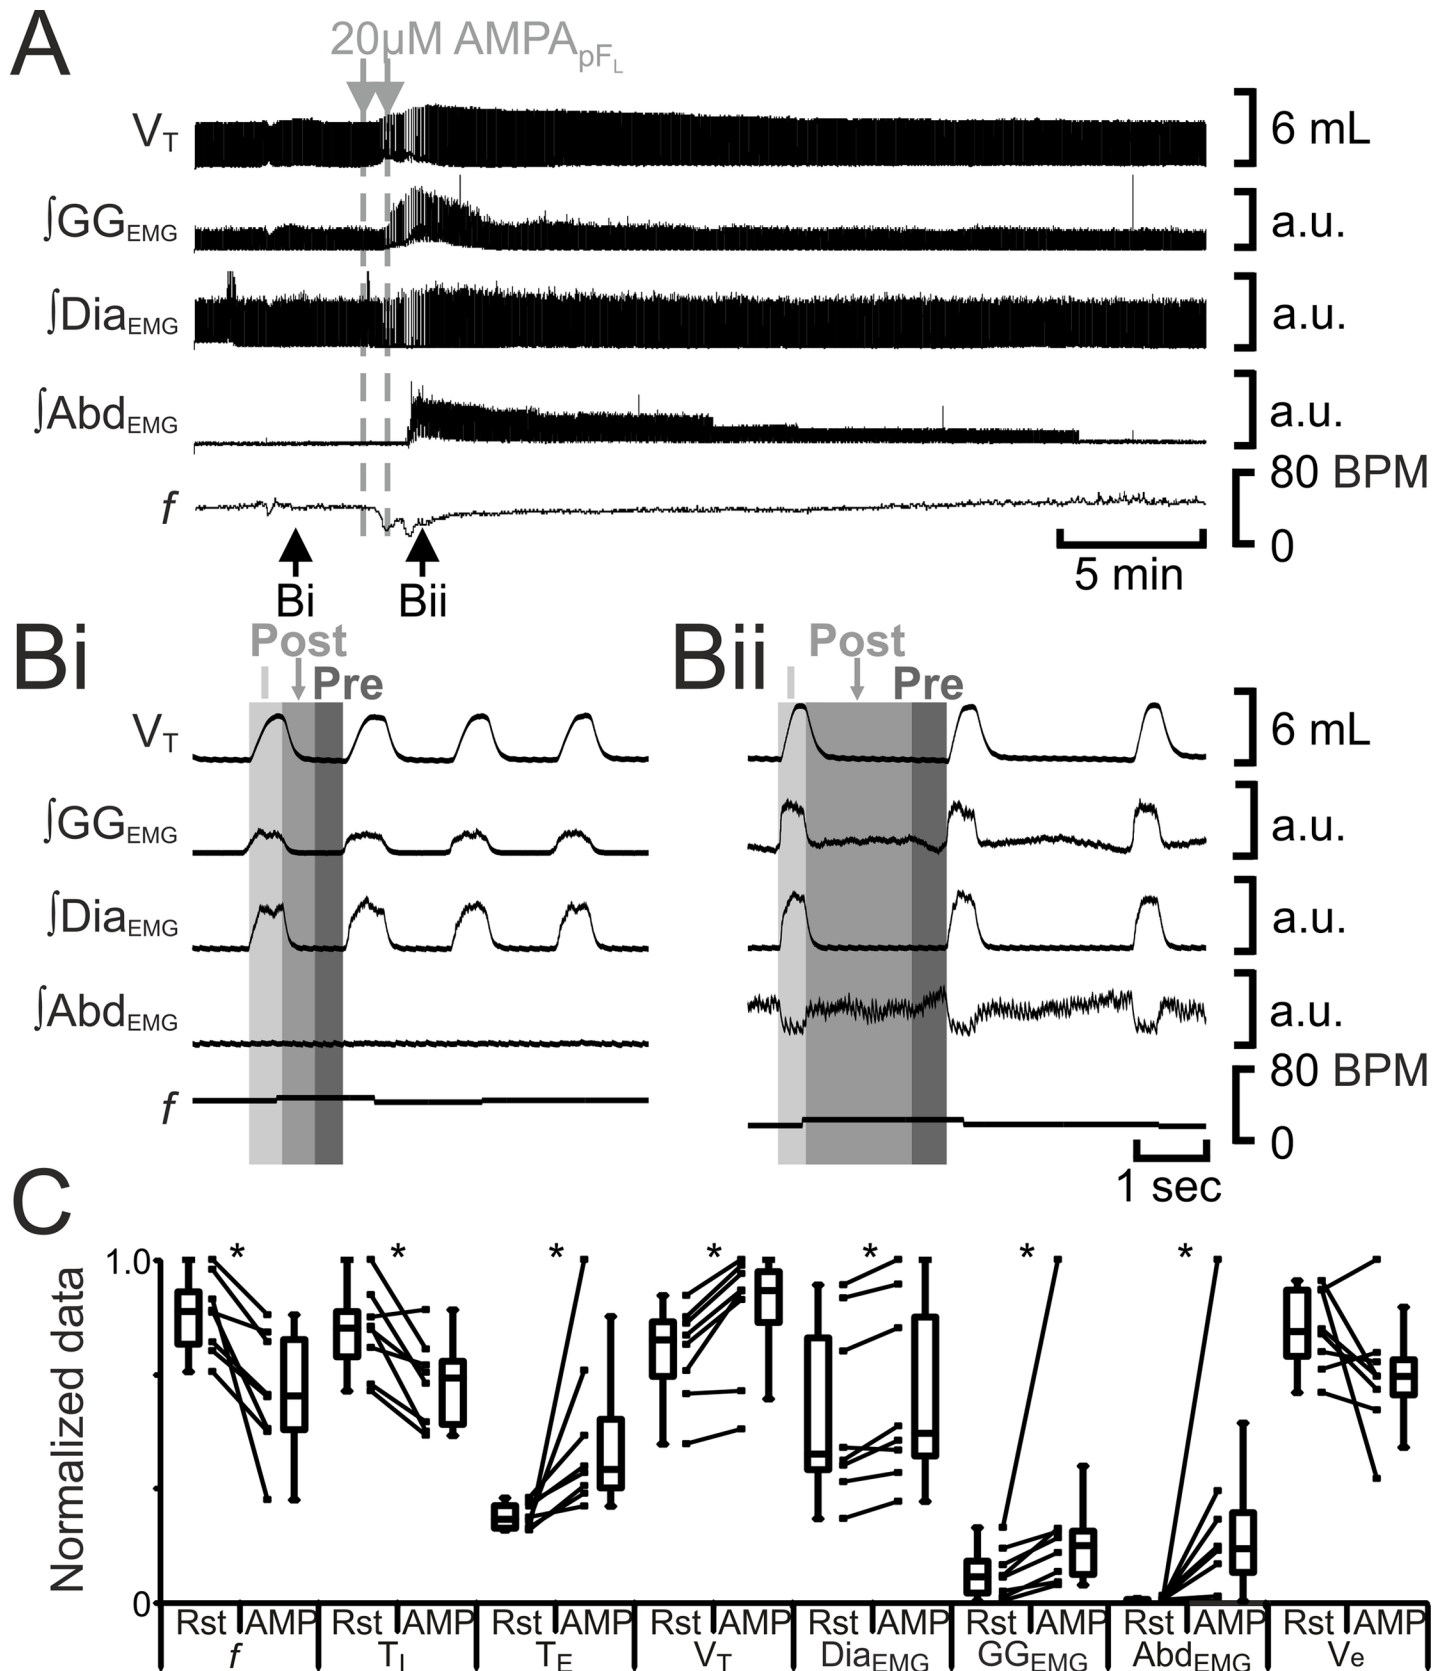 A
20µM AMPApFL
VT
6 mL
∫GGEMG
a.u.
∫DiaEMG
a.u.
∫AbdEMG
a.u.
f
80 BPM
0
5 min
Bi
Bii
Bi
Bii
Post
Post
I
Pre
I
Pre
VT
6 mL
∫GGEMG
a.u.
∫DiaEMG
a.u.
∫AbdEMG
a.u.
f
80 BPM
0
1 sec
C
Normalized data
1.0
* * * * * * *
0
Rst AMP Rst AMP Rst AMP Rst AMP Rst AMP Rst AMP Rst AMP Rst AMP
f TI TE VT DiaEMG GGEMG AbdEMG Ve